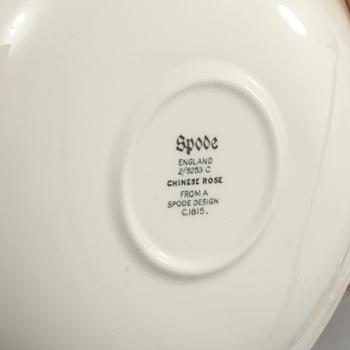 Spode
ENGLAND
2/9253 C
CHINESE ROSE
FROM A
SPODE DESIGN
C.1815.